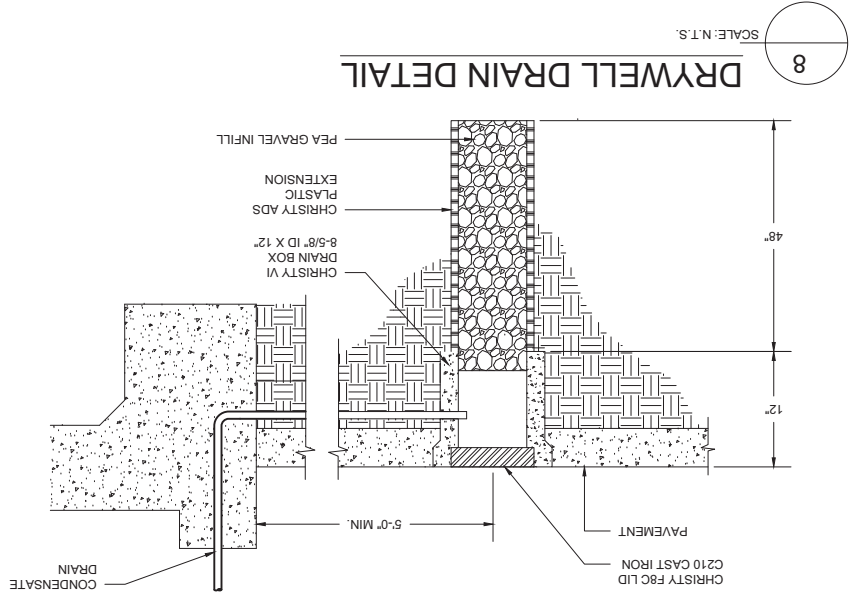 CONDENSATE
DRAIN
CHRISTY F8C LID
C210 CAST IRON
PAVEMENT
5'-0" MIN.
12"
48"
CHRISTY VI
DRAIN BOX
8-5/8" ID X 12"
CHRISTY ADS
PLASTIC
EXTENSION
PEA GRAVEL INFILL
8
DRYWELL DRAIN DETAIL
SCALE: N.T.S.